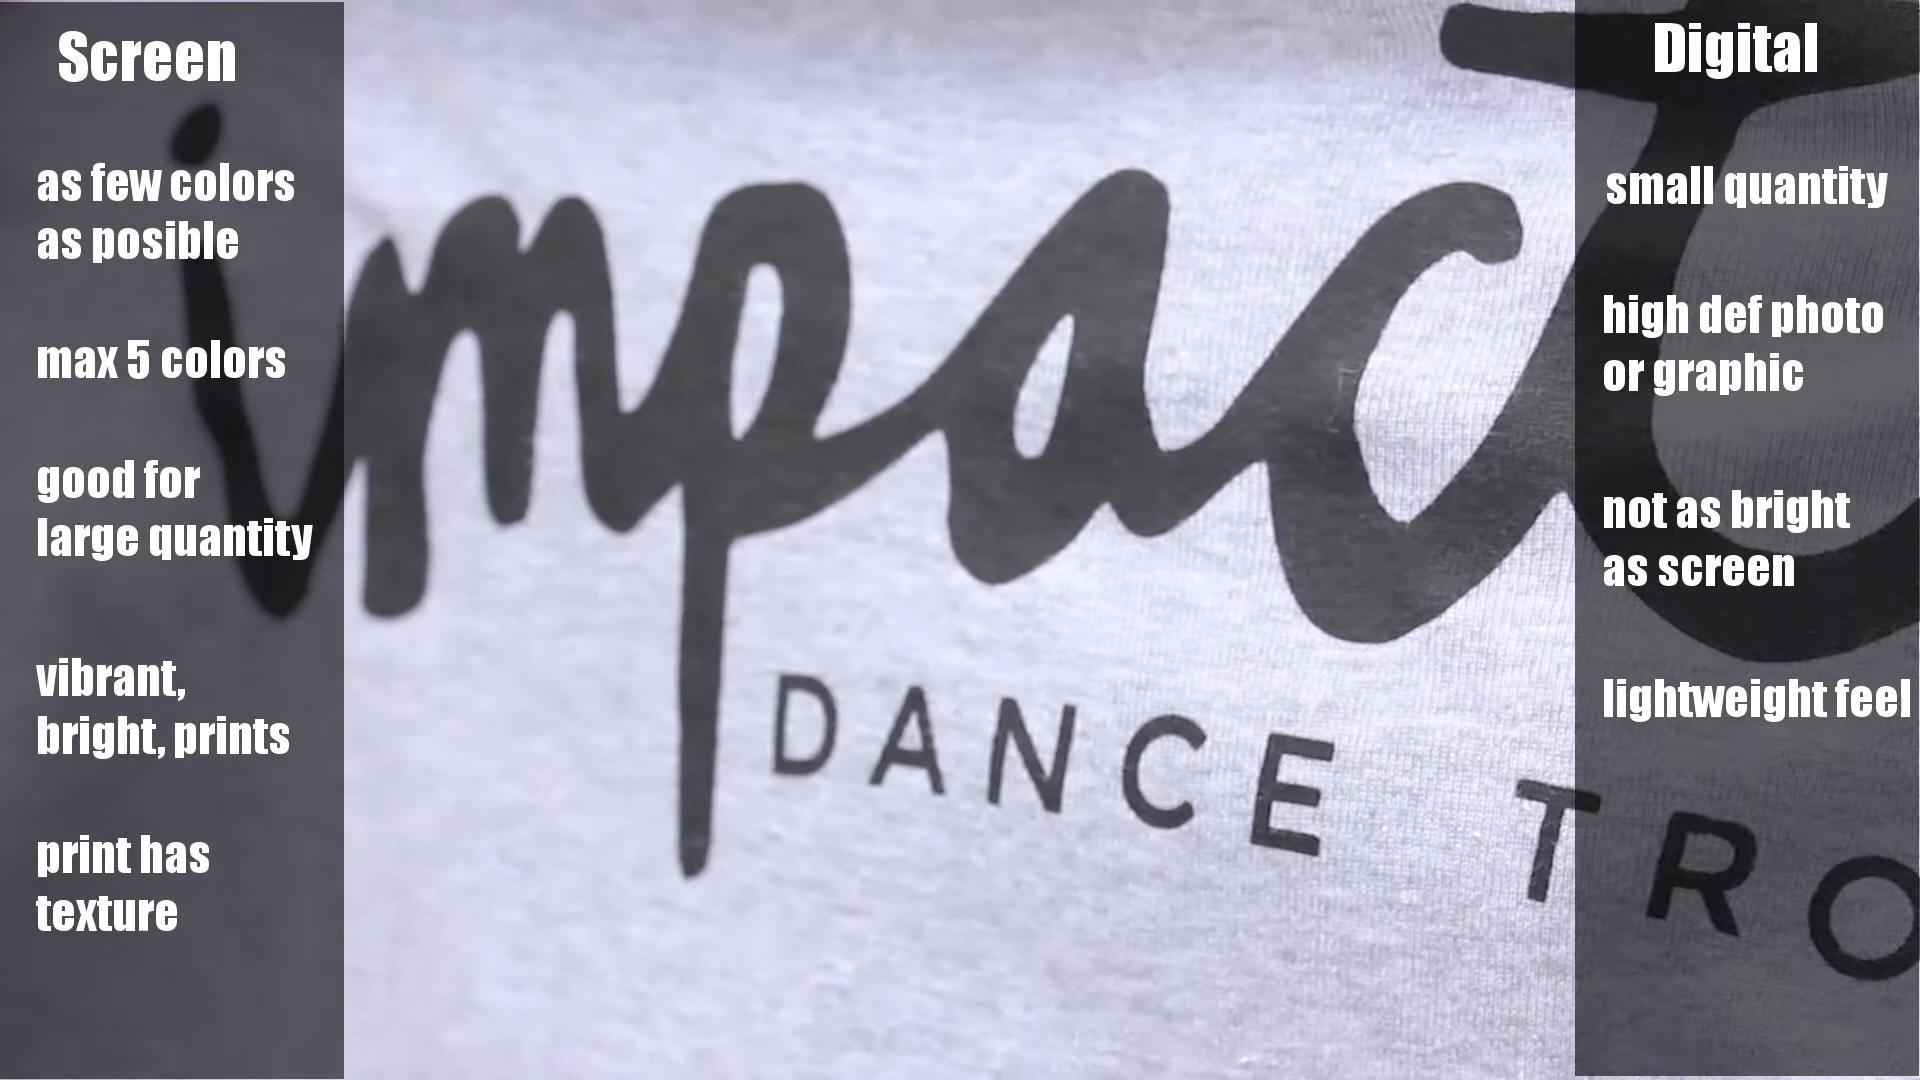 Screen
as few colors
as posible
max 5 colors
good for
large quantity
vibrant,
bright, prints
print has
texture
impact
DANCE TRO
Digital
small quantity
high def photo
or graphic
not as bright
as screen
lightweight feel